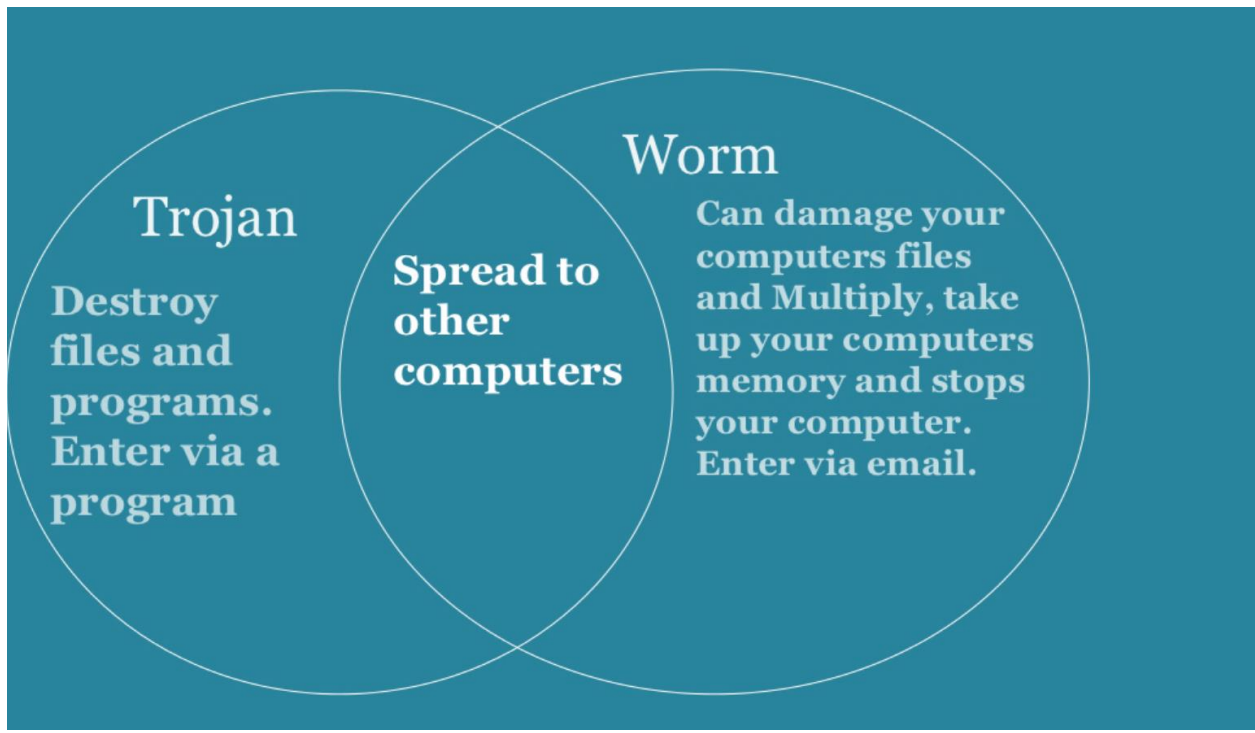 Trojan
Destroy
files and
programs.
Enter via a
program
Spread to
other
computers
Worm
Can damage your
computers files
and Multiply, take
up your computers
memory and stops
your computer.
Enter via email.